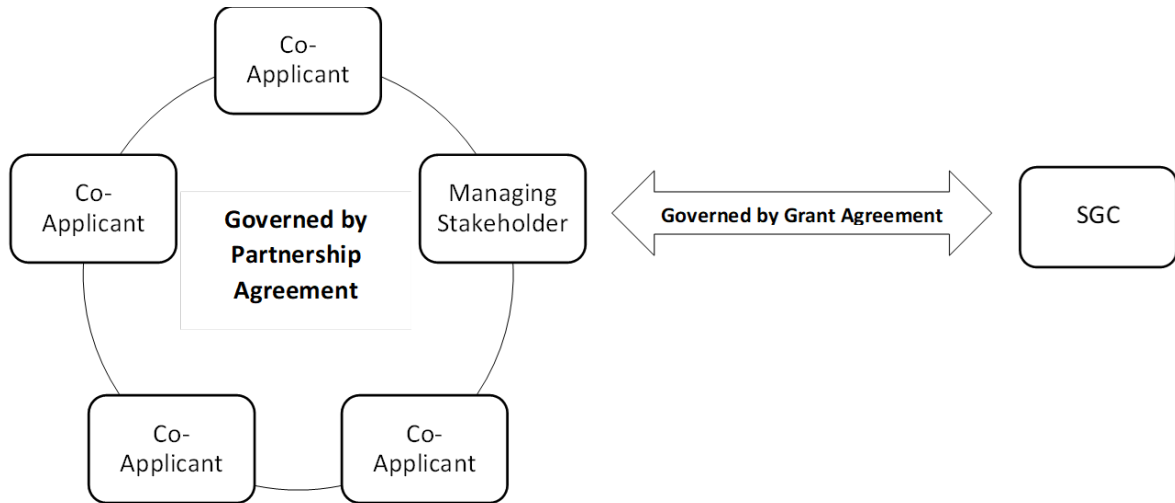 Co-
Applicant
Co-
Applicant
Governed by
Partnership
Agreement
Managing
Stakeholder
Governed by Grant Agreement
SGC
Co-
Applicant
Co-
Applicant